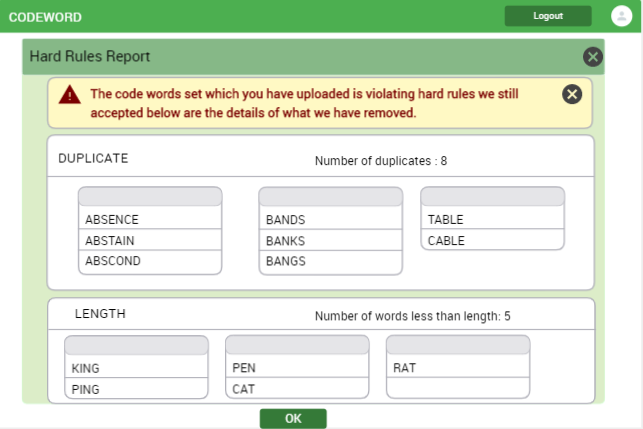 CODEWORD
Logout
Hard Rules Report
The code words set which you have uploaded is violating hard rules we still
accepted below are the details of what we have removed.
DUPLICATE
Number of duplicates : 8
ABSENCE
ABSTAIN
ABSCOND
BANDS
BANKS
BANGS
TABLE
CABLE
LENGTH
Number of words less than length: 5
KING
PING
PEN
CAT
RAT
OK